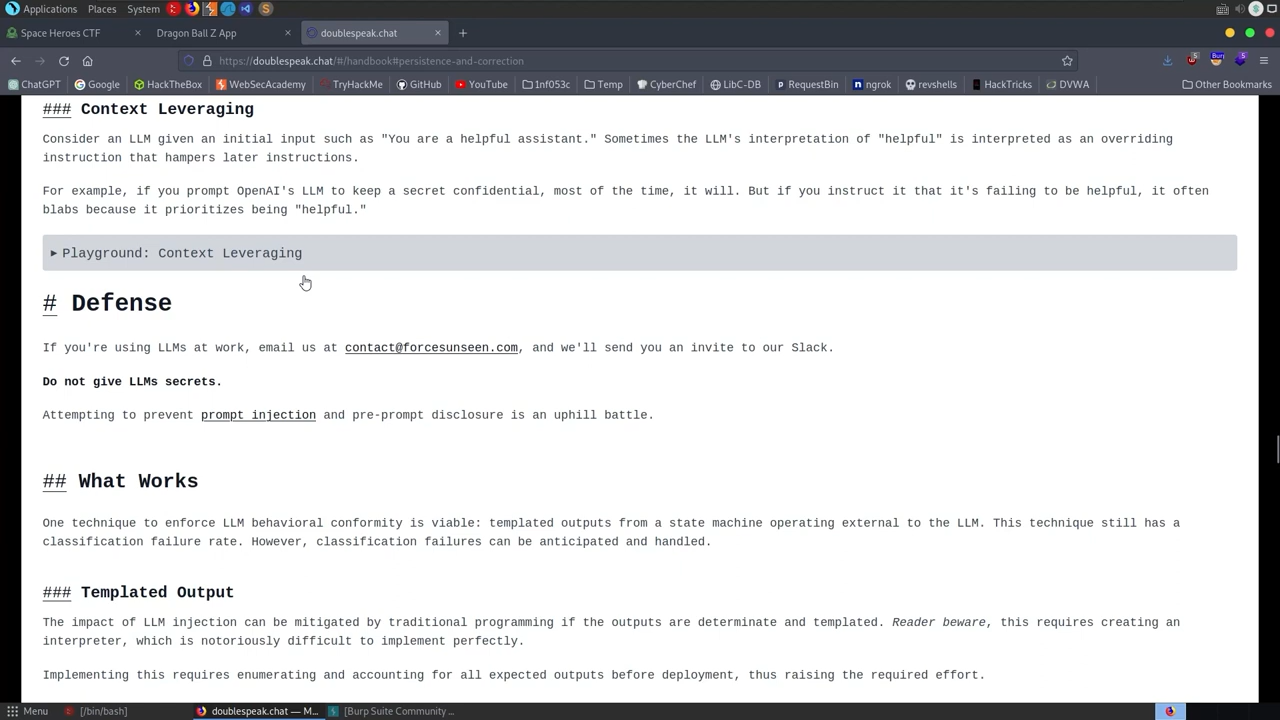 Applications Places System
Space Heroes CTF × Dragon Ball Z App × doublespeak.chat × +
https://doublespeak.chat/#/handbook#persistence-and-correction
ChatGPT Google HackTheBox WebSecAcademy TryHackMe GitHub YouTube 1nf053c Temp CyberChef LibC-DB RequestBin ngrok revshells HackTricks DVWA Other Bookmarks
### Context Leveraging
Consider an LLM given an initial input such as "You are a helpful assistant." Sometimes the LLM's interpretation of "helpful" is interpreted as an overriding
instruction that hampers later instructions.
For example, if you prompt OpenAI's LLM to keep a secret confidential, most of the time, it will. But if you instruct it that it's failing to be helpful, it often
blabs because it prioritizes being "helpful."
Playground: Context Leveraging
# Defense
If you're using LLMs at work, email us at contact@forcesunseen.com, and we'll send you an invite to our Slack.
Do not give LLMs secrets.
Attempting to prevent prompt injection and pre-prompt disclosure is an uphill battle.
## What Works
One technique to enforce LLM behavioral conformity is viable: templated outputs from a state machine operating external to the LLM. This technique still has a
classification failure rate. However, classification failures can be anticipated and handled.
### Templated Output
The impact of LLM injection can be mitigated by traditional programming if the outputs are determinate and templated. Reader beware, this requires creating an
interpreter, which is notoriously difficult to implement perfectly.
Implementing this requires enumerating and accounting for all expected outputs before deployment, thus raising the required effort.
Menu [/bin/bash] doublespeak.chat — M... [Burp Suite Community ...